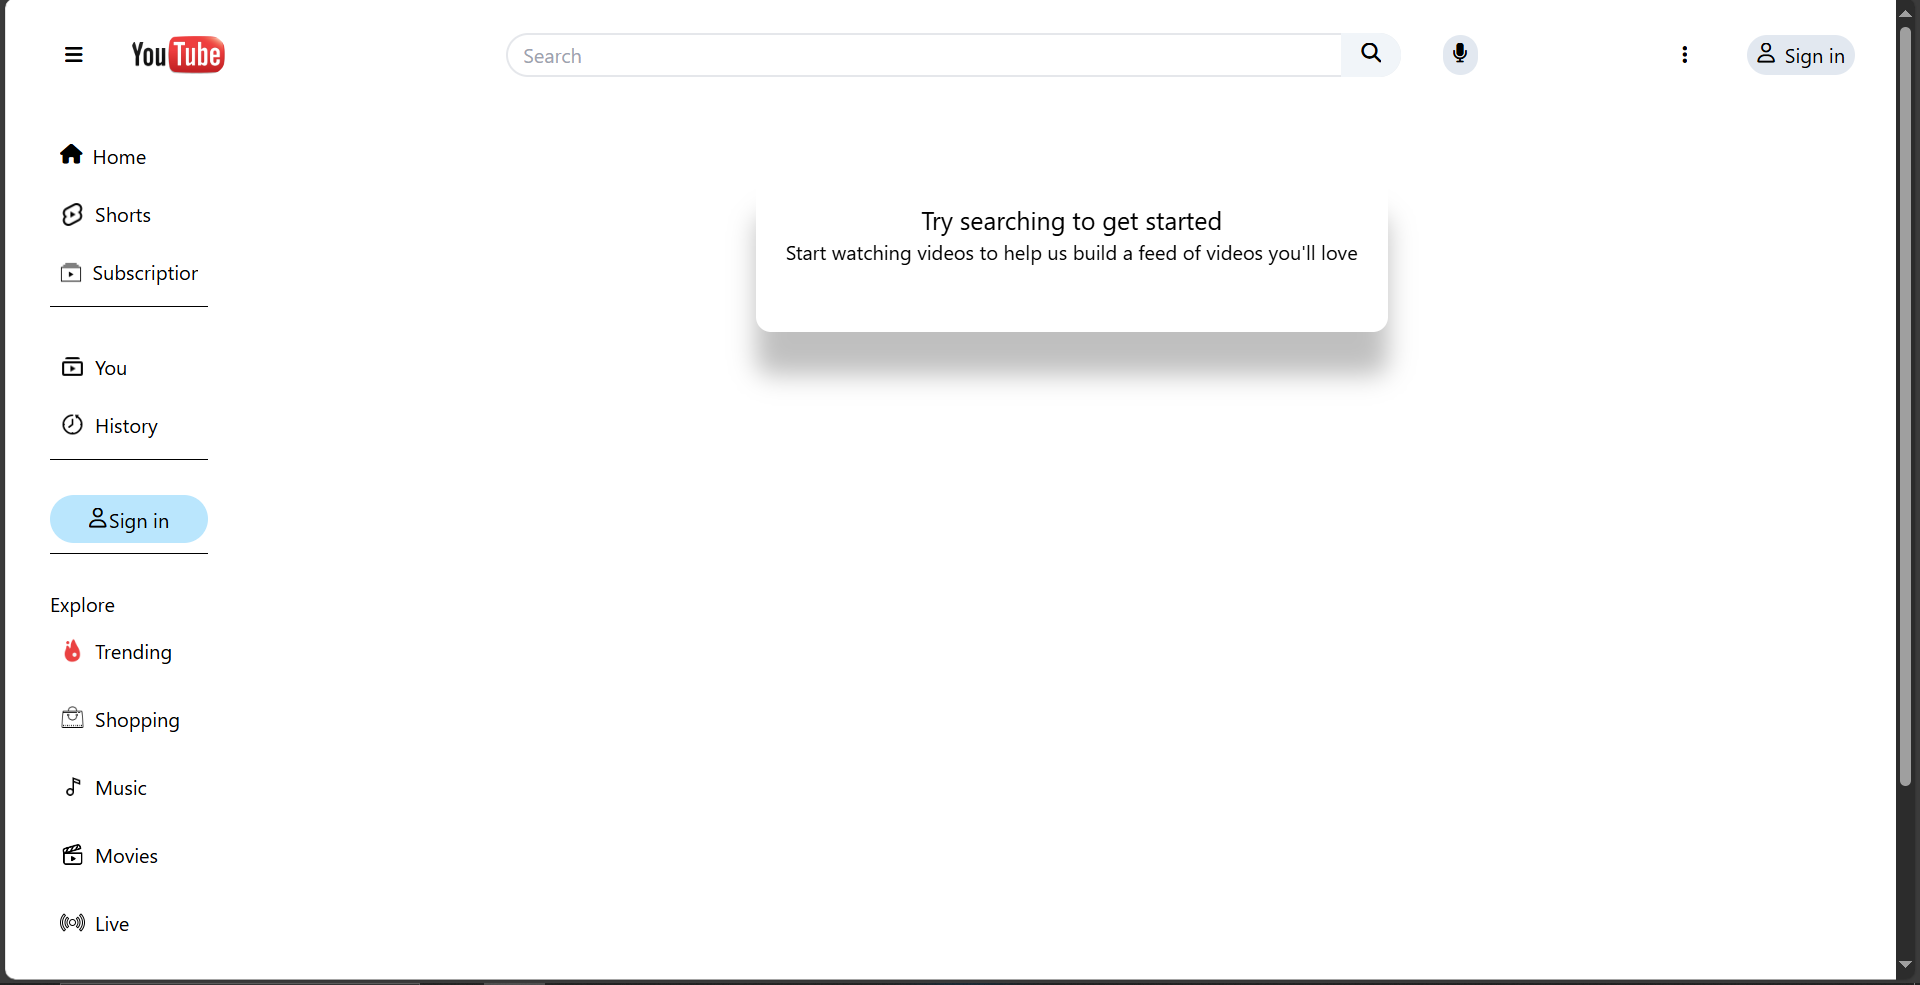 YouTube
Search
Sign in
Home
Shorts
Subscription
You
History
Sign in
Explore
Trending
Shopping
Music
Movies
Live
Try searching to get started
Start watching videos to help us build a feed of videos you'll love